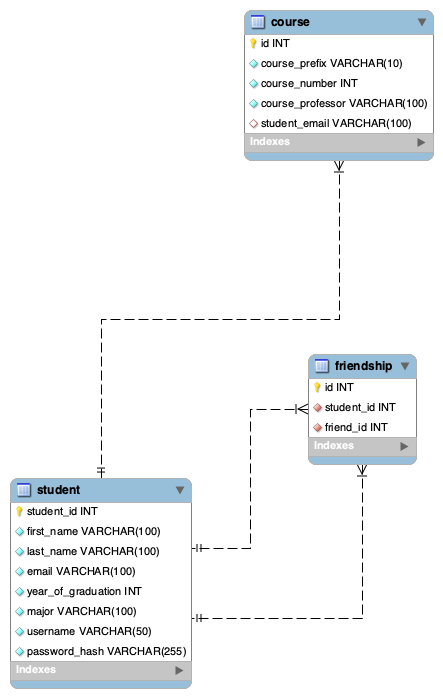 course
id INT
course_prefix VARCHAR(10)
course_number INT
course_professor VARCHAR(100)
student_email VARCHAR(100)
Indexes
friendship
id INT
student_id INT
friend_id INT
Indexes
student
student_id INT
first_name VARCHAR(100)
last_name VARCHAR(100)
email VARCHAR(100)
year_of_graduation INT
major VARCHAR(100)
username VARCHAR(50)
password_hash VARCHAR(255)
Indexes